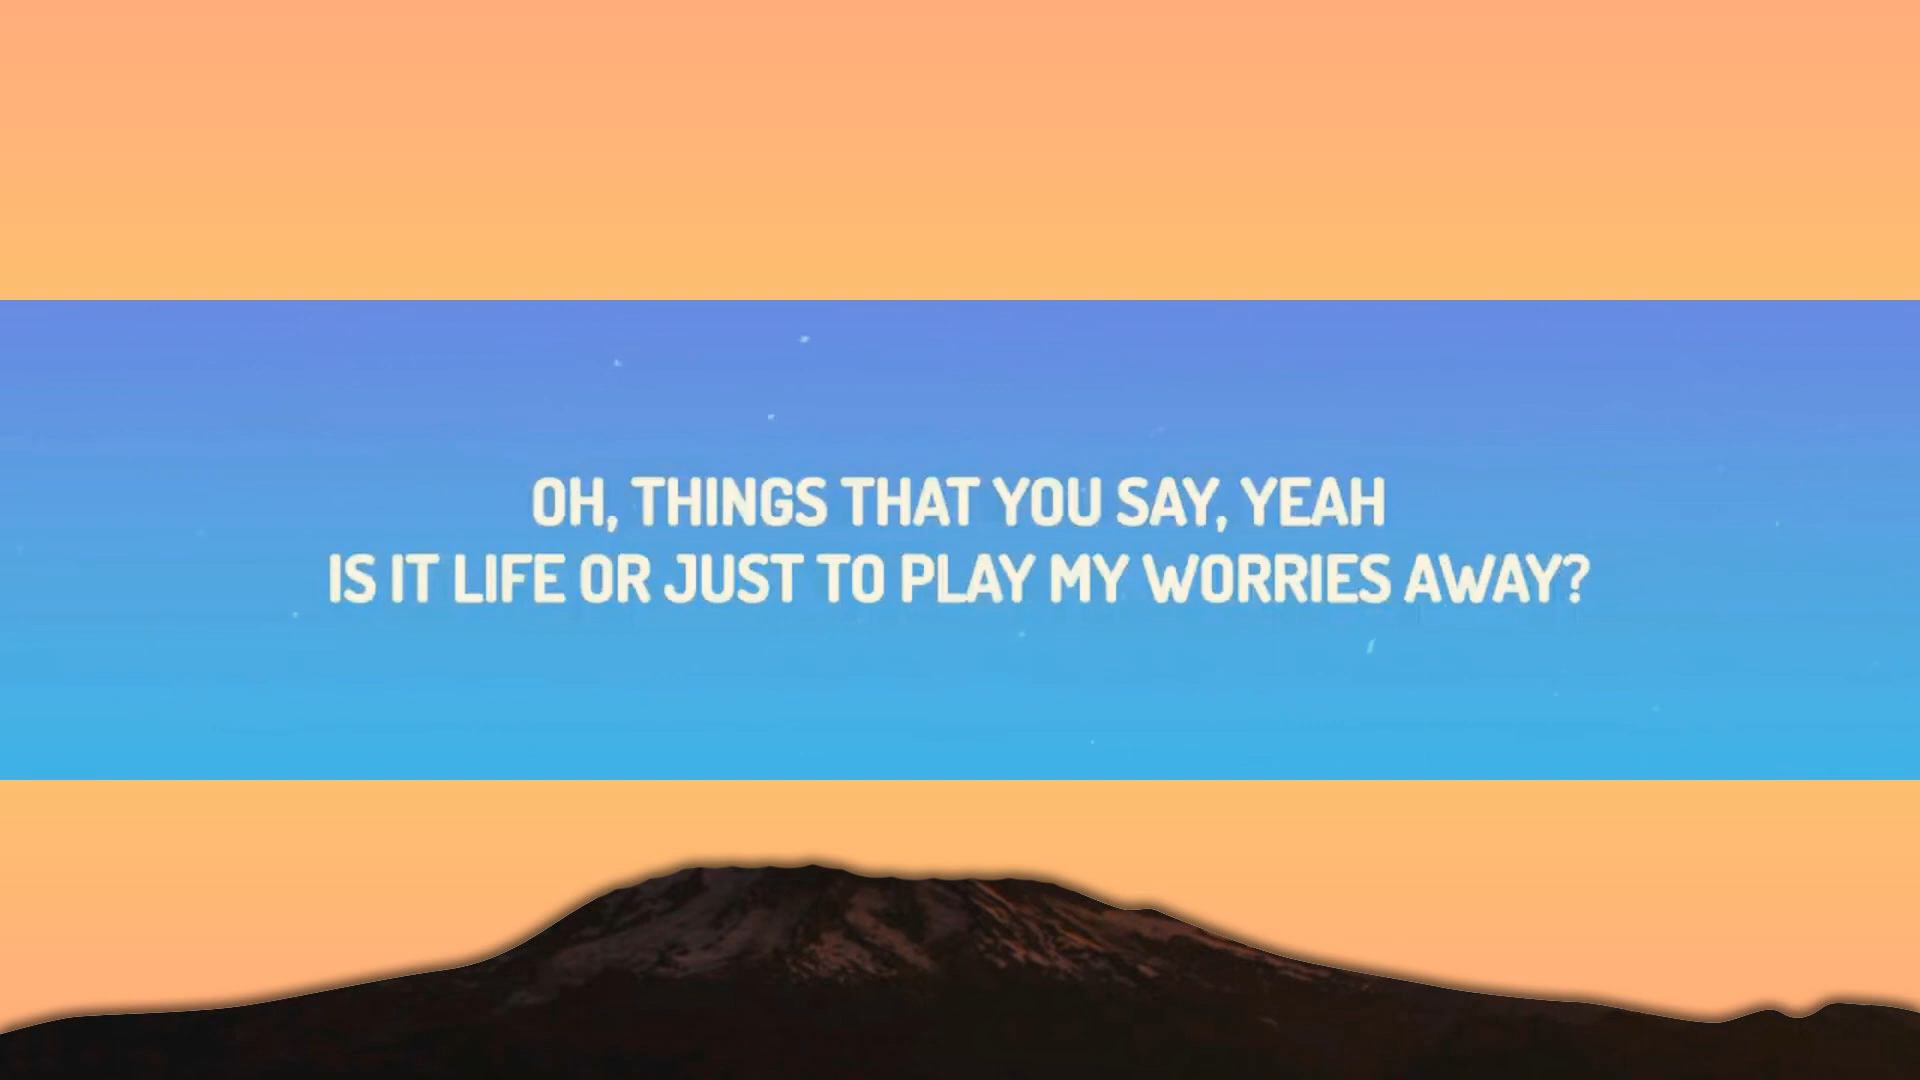 OH, THINGS THAT YOU SAY, YEAH
IS IT LIFE OR JUST TO PLAY MY WORRIES AWAY?